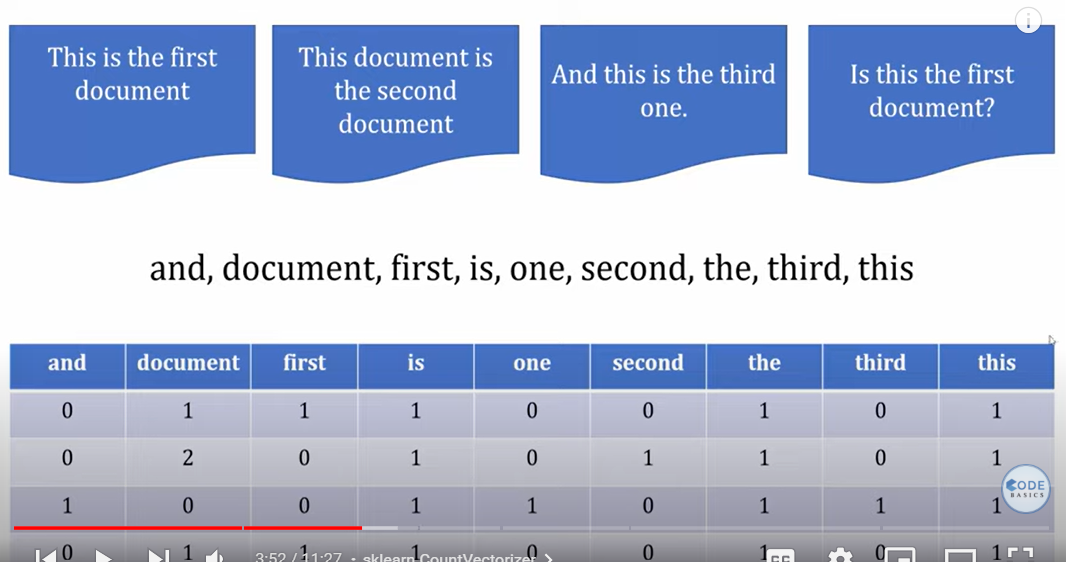 This is the first
document
This document is
the second
document
And this is the third
one.
Is this the first
document?
and, document, first, is, one, second, the, third, this
and document first is one second the third this
0 1 1 1 0 0 1 0 1
0 2 0 1 0 1 1 0 1
1 0 0 1 1 0 1 1 1
0 1 1 1 0 0 1 0 1
CODE
BASICS
3:52 / 11:27 • sklearn CountVectorizer
CC